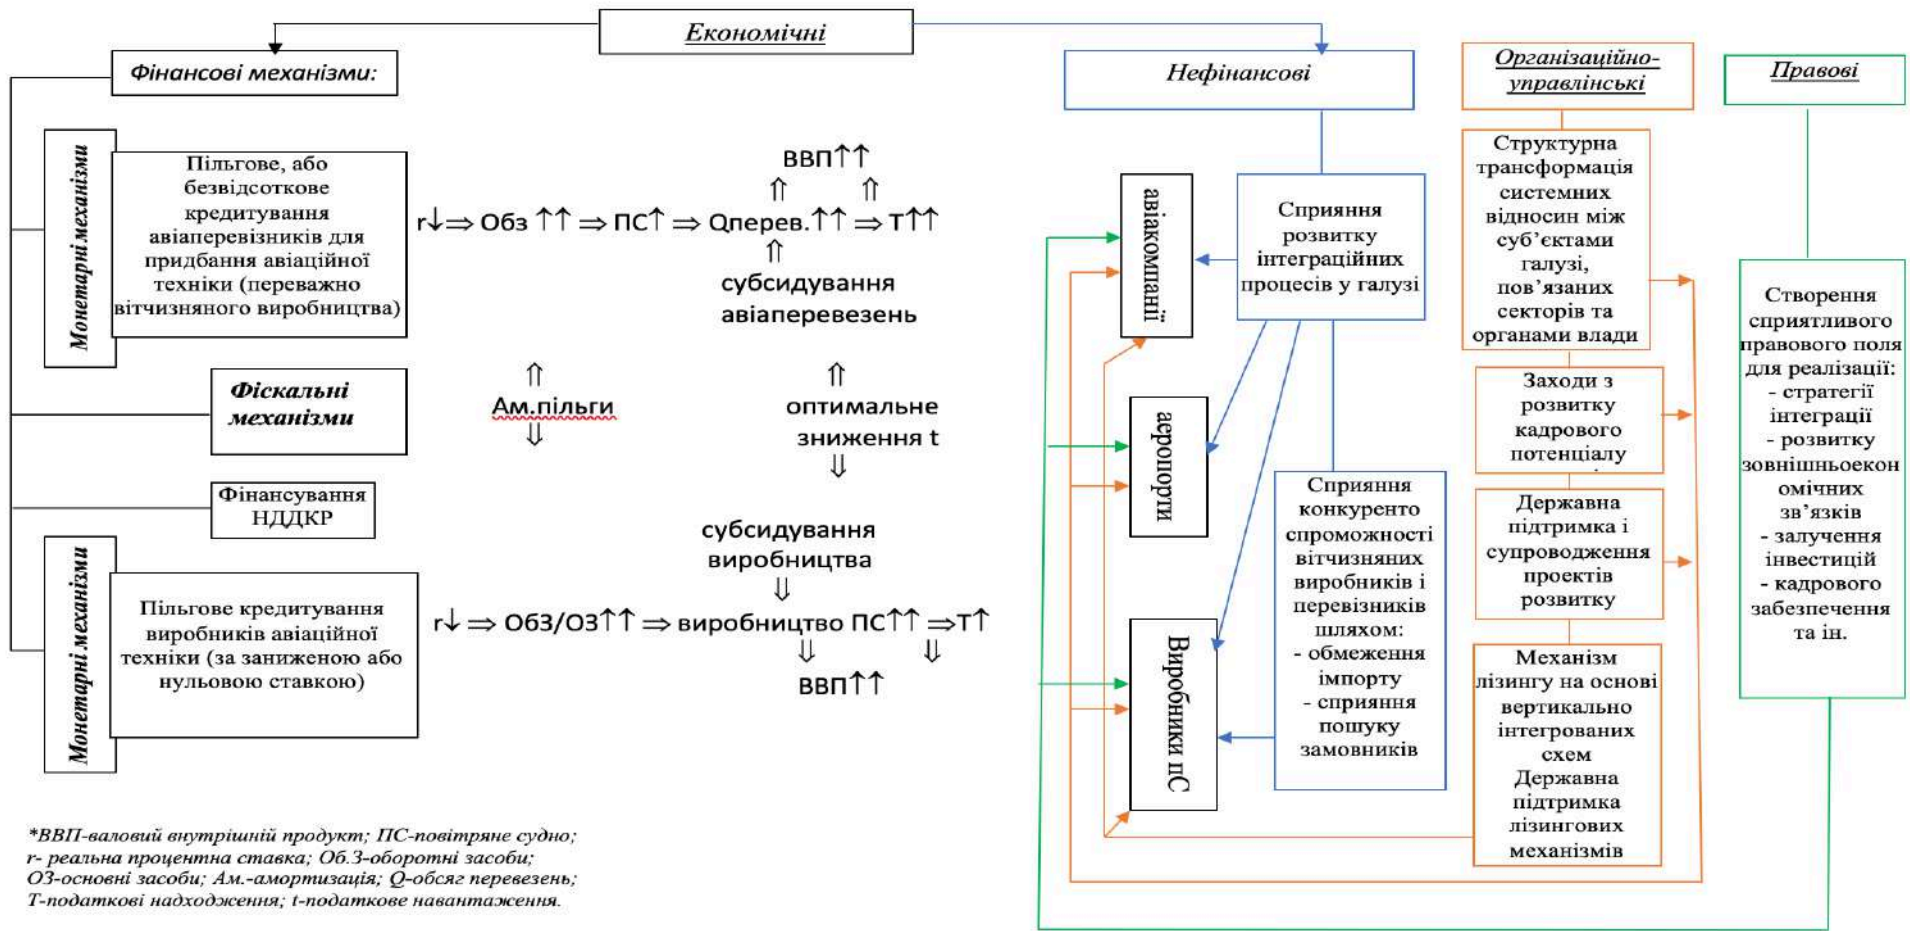 Економічні
Фінансові механізми:
Монетарні механізми
Пільгове, або
безвідсоткове
кредитування
авіаперевізників для
придбання авіаційної
техніки (переважно
вітчизняного виробництва)
ВВП↑↑
⇑ ⇑
r↓⇒ Обз ↑↑ ⇒ ПС↑ ⇒ Qперев.↑↑ ⇒ Т↑↑
⇑
субсидування
авіаперевезень
Фіскальні
механізми
⇑
Ам.пільги
⇓
⇑
оптимальне
зниження t
⇓
Фінансування
НДДКР
субсидування
виробництва
⇓
Монетарні механізми
Пільгове кредитування
виробників авіаційної
техніки (за заниженою або
нульовою ставкою)
r↓ ⇒ ОбЗ/ОЗ↑↑ ⇒ виробництво ПС↑↑ ⇒Т↑
⇓ ⇓
ВВП↑↑
*ВВП-валовий внутрішній продукт; ПС-повітряне судно;
r- реальна процентна ставка; Об.З-оборотні засоби;
ОЗ-основні засоби; Ам.-амортизація; Q-обсяг перевезень;
Т-податкові надходження; t-податкове навантаження.
Нефінансові
авіакомпанії
аеропорти
Виробники пС
Сприяння
розвитку
інтеграційних
процесів у галузі
Сприяння
конкуренто
спроможності
вітчизняних
виробників і
перевізників
шляхом:
- обмеження
імпорту
- сприяння
пошуку
замовників
Організаційно-
управлінські
Структурна
трансформація
системних
відносин між
суб’єктами
галузі,
пов’язаних
секторів та
органами влади
Заходи з
розвитку
кадрового
потенціалу
Державна
підтримка і
супроводження
проектів
розвитку
Механізм
лізингу на основі
вертикально
інтегрованих
схем
Державна
підтримка
лізингових
механізмів
Правові
Створення
сприятливого
правового поля
для реалізації:
- стратегії
інтеграції
- розвитку
зовнішньоекон
омічних
зв’язків
- залучення
інвестицій
- кадрового
забезпечення
та ін.